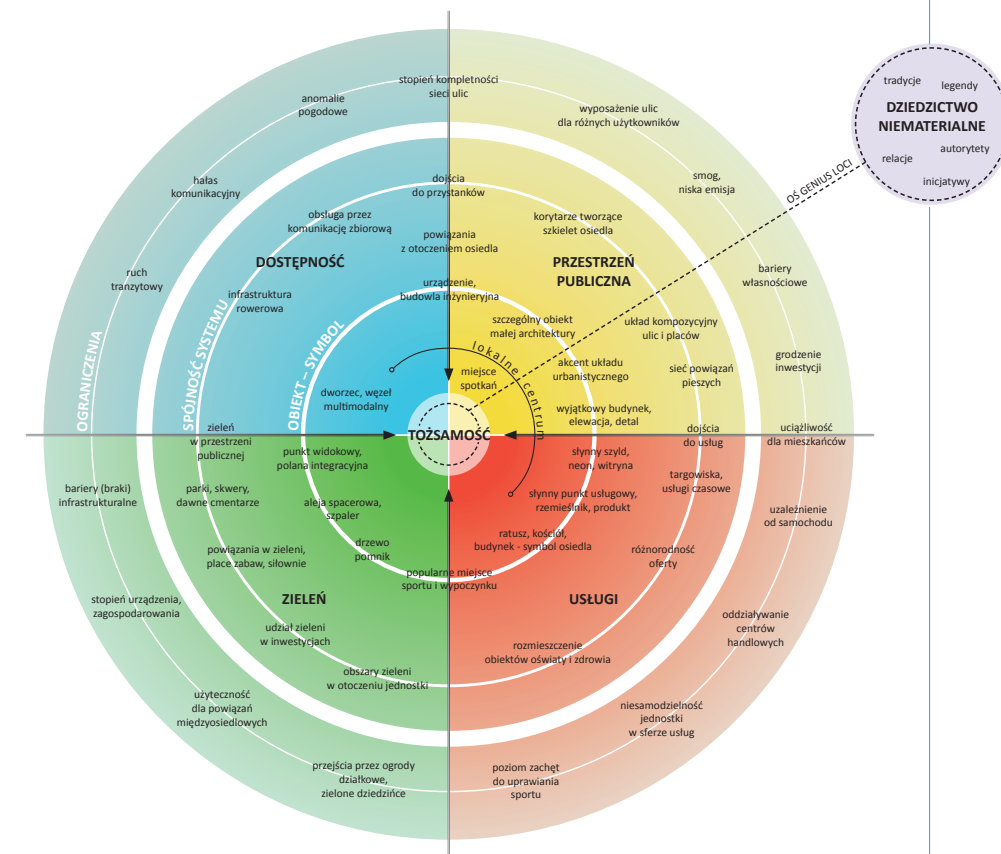 stopień kompletności
sieci ulic
anomalie
pogodowe
wyposażenie ulic
dla różnych użytkowników
hałas
komunikacyjny
smog,
niska emisja
ruch
tranzytowy
bariery
własnościowe
grodzenie
inwestycji
OGRANICZENIA
tradycje
legendy
DZIEDZICTWO
NIEMATERIALNE
autorytety
relacje
inicjatywy
OŚ GENIUS LOCI
dojścia
do przystanków
obsługa przez
komunikację zbiorową
korytarze tworzące
szkielet osiedla
powiązania
z otoczeniem osiedla
DOSTĘPNOŚĆ
PRZESTRZEŃ
PUBLICZNA
infrastruktura
rowerowa
układ kompozycyjny
ulic i placów
sieć powiązań
pieszych
SPÓJNOŚĆ SYSTEMU
urządzenie,
budowla inżynieryjna
szczególny obiekt
małej architektury
OBIEKT – SYMBOL
lokalne centrum
akcent układu
urbanistycznego
miejsce
spotkań
dworzec, węzeł
multimodalny
wyjątkowy budynek,
elewacja, detal
TOŻSAMOŚĆ
zieleń
w przestrzeni
publicznej
dojścia
do usług
uciążliwość
dla mieszkańców
punkt widokowy,
polana integracyjna
słynny szyld,
neon, witryna
targowiska,
usługi czasowe
bariery (braki)
infrastrukturalne
parki, skwery,
dawne cmentarze
aleja spacerowa,
szpaler
słynny punkt usługowy,
rzemieślnik, produkt
uzależnienie
od samochodu
drzewo
pomnik
ratusz, kościół,
budynek - symbol osiedla
powiązania w zieleni,
place zabaw, siłownie
różnorodność
oferty
popularne miejsce
sportu i wypoczynku
ZIELEŃ
USŁUGI
stopień urządzenia,
zagospodarowania
oddziaływanie
centrów
handlowych
udział zieleni
w inwestycjach
rozmieszczenie
obiektów oświaty i zdrowia
obszary zieleni
w otoczeniu jednostki
użyteczność
dla powiązań
międzyosiedlowych
niesamodzielność
jednostki
w sferze usług
przejścia przez ogrody
działkowe,
zielone dziedzińce
poziom zachęt
do uprawiania
sportu